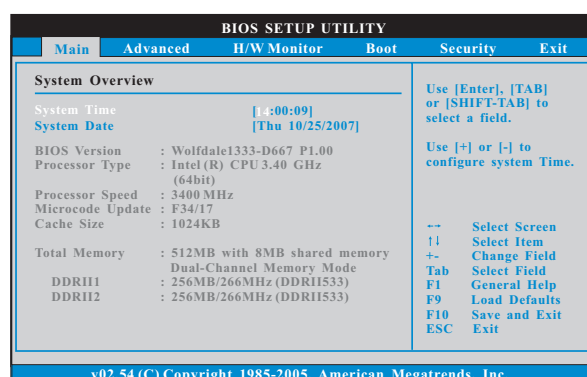 BIOS SETUP UTILITY
Main Advanced H/W Monitor Boot Security Exit
System Overview
System Time [14:00:09]
System Date [Thu 10/25/2007]
BIOS Version : Wolfdale1333-D667 P1.00
Processor Type : Intel (R) CPU 3.40 GHz
(64bit)
Processor Speed : 3400 MHz
Microcode Update : F34/17
Cache Size : 1024KB
Total Memory : 512MB with 8MB shared memory
Dual-Channel Memory Mode
DDRII1 : 256MB/266MHz (DDRII533)
DDRII2 : 256MB/266MHz (DDRII533)
Use [Enter], [TAB]
or [SHIFT-TAB] to
select a field.
Use [+] or [-] to
configure system Time.
↔ Select Screen
↑↓ Select Item
+- Change Field
Tab Select Field
F1 General Help
F9 Load Defaults
F10 Save and Exit
ESC Exit
v02.54 (C) Copyright 1985-2005, American Megatrends, Inc.